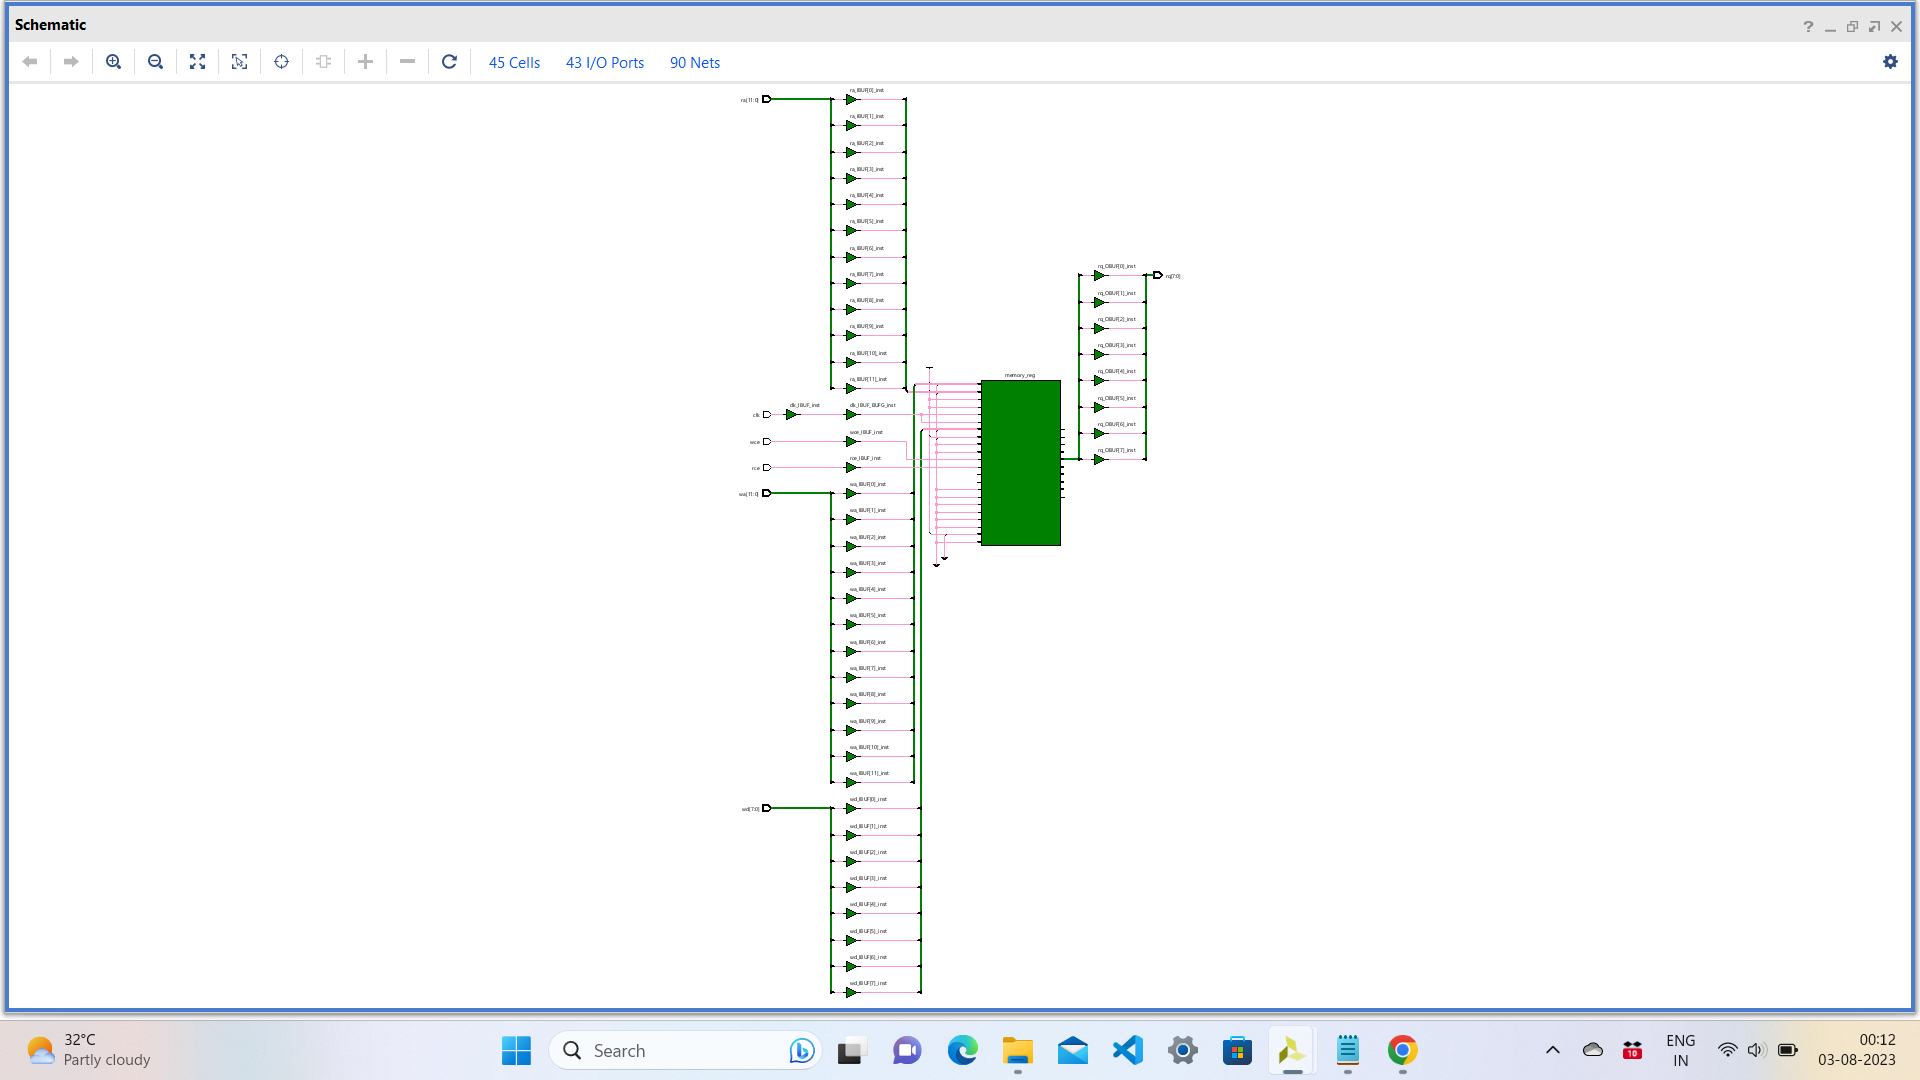 Schematic
45 Cells 43 I/O Ports 90 Nets
ra[11:0]
ra_IBUF[0]_inst
ra_IBUF[1]_inst
ra_IBUF[2]_inst
ra_IBUF[3]_inst
ra_IBUF[4]_inst
ra_IBUF[5]_inst
ra_IBUF[6]_inst
ra_IBUF[7]_inst
ra_IBUF[8]_inst
ra_IBUF[9]_inst
ra_IBUF[10]_inst
ra_IBUF[11]_inst
clk
clk_IBUF_inst
clk_IBUF_BUFG_inst
wce
wce_IBUF_inst
rce
rce_IBUF_inst
wa[11:0]
wa_IBUF[0]_inst
wa_IBUF[1]_inst
wa_IBUF[2]_inst
wa_IBUF[3]_inst
wa_IBUF[4]_inst
wa_IBUF[5]_inst
wa_IBUF[6]_inst
wa_IBUF[7]_inst
wa_IBUF[8]_inst
wa_IBUF[9]_inst
wa_IBUF[10]_inst
wa_IBUF[11]_inst
wd[7:0]
wd_IBUF[0]_inst
wd_IBUF[1]_inst
wd_IBUF[2]_inst
wd_IBUF[3]_inst
wd_IBUF[4]_inst
wd_IBUF[5]_inst
wd_IBUF[6]_inst
wd_IBUF[7]_inst
memory_reg
rq_OBUF[0]_inst
rq[7:0]
rq_OBUF[1]_inst
rq_OBUF[2]_inst
rq_OBUF[3]_inst
rq_OBUF[4]_inst
rq_OBUF[5]_inst
rq_OBUF[6]_inst
rq_OBUF[7]_inst
32°C
Partly cloudy
Search
10
ENG
IN
00:12
03-08-2023